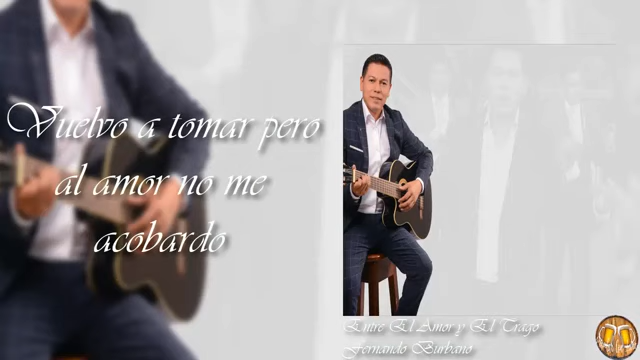 Vuelvo a tomar pero
al amor no me
acobardo
Entre El Amor y El Trago
Fernando Burbano